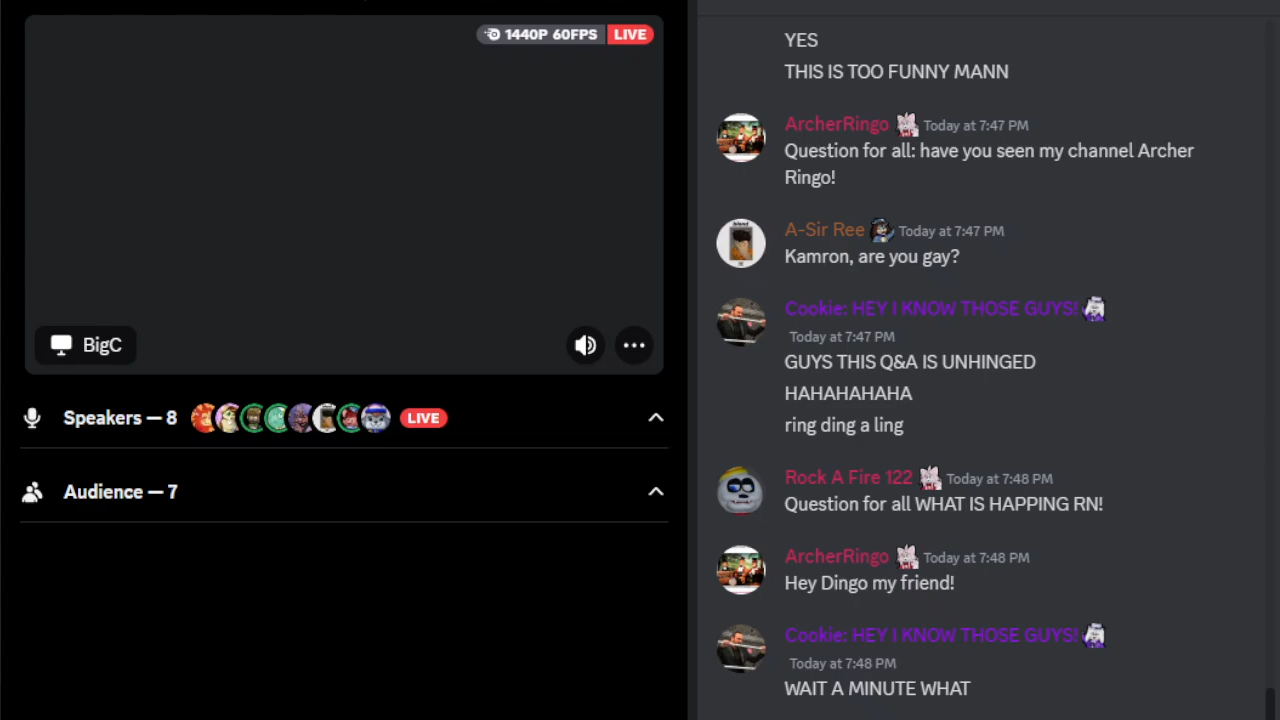 1440P 60FPS LIVE
BigC
Speakers — 8 LIVE
Audience — 7
YES
THIS IS TOO FUNNY MANN
ArcherRingo Today at 7:47 PM
Question for all: have you seen my channel Archer
Ringo!
A-Sir Ree Today at 7:47 PM
Kamron, are you gay?
Cookie: HEY I KNOW THOSE GUYS!
Today at 7:47 PM
GUYS THIS Q&A IS UNHINGED
HAHAHAHAHA
ring ding a ling
Rock A Fire 122 Today at 7:48 PM
Question for all WHAT IS HAPPING RN!
ArcherRingo Today at 7:48 PM
Hey Dingo my friend!
Cookie: HEY I KNOW THOSE GUYS!
Today at 7:48 PM
WAIT A MINUTE WHAT